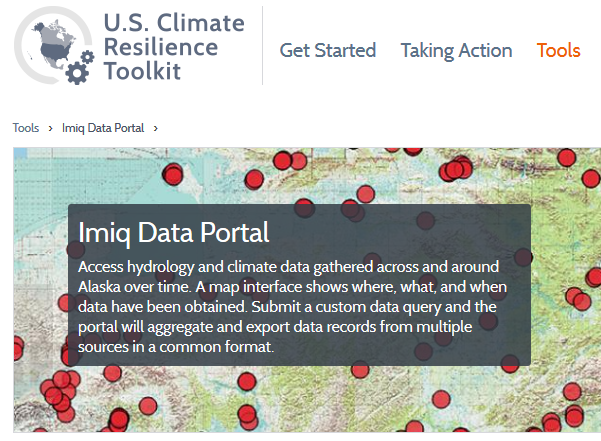 U.S. Climate
Resilience
Toolkit
Get Started
Taking Action
Tools
Tools › Imiq Data Portal ›
Imiq Data Portal
Access hydrology and climate data gathered across and around
Alaska over time. A map interface shows where, what, and when
data have been obtained. Submit a custom data query and the
portal will aggregate and export data records from multiple
sources in a common format.